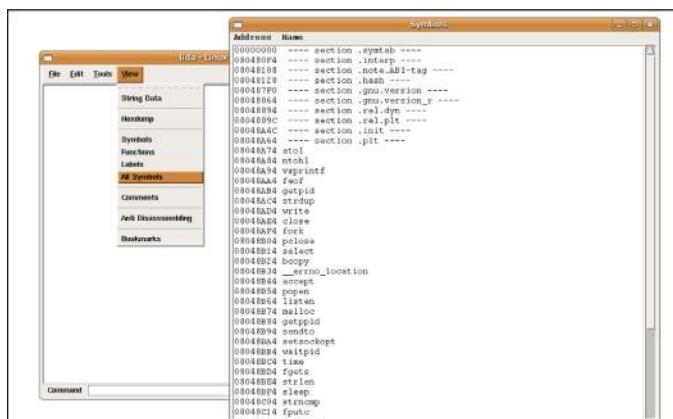 lida - Linux
File Edit Tools View
String Data
Hexdump
Symbols
Functions
Labels
All Symbols
Comments
Anti Disassembling
Bookmarks
Command
Symbols
Address Name
00000000 ---- section .symtab ----
080480F4 ---- section .interp ----
08048108 ---- section .note.ABI-tag ----
08048128 ---- section .hash ----
080487F0 ---- section .gnu.version ----
08048864 ---- section .gnu.version_r ----
08048894 ---- section .rel.dyn ----
0804889C ---- section .rel.plt ----
08048A4C ---- section .init ----
08048A64 ---- section .plt ----
08048A74 stol
08048A84 ntohl
08048A94 vsprintf
08048AA4 feof
08048AB4 getpid
08048AC4 strdup
08048AD4 write
08048AE4 close
08048AF4 fork
08048B04 pclose
08048B14 select
08048B24 bcopy
08048B34 __errno_location
08048B44 accept
08048B54 popen
08048B64 listen
08048B74 malloc
08048B84 getppid
08048B94 sendto
08048BA4 setsockopt
08048BB4 waitpid
08048BC4 time
08048BD4 fgets
08048BE4 strlen
08048BF4 sleep
08048C04 strncmp
08048C14 fputc